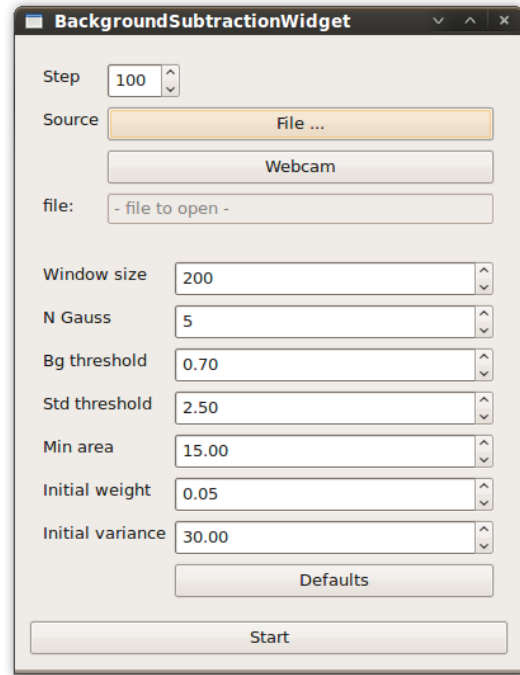 BackgroundSubtractionWidget
Step 100
Source File ...
Webcam
file: - file to open -
Window size 200
N Gauss 5
Bg threshold 0.70
Std threshold 2.50
Min area 15.00
Initial weight 0.05
Initial variance 30.00
Defaults
Start